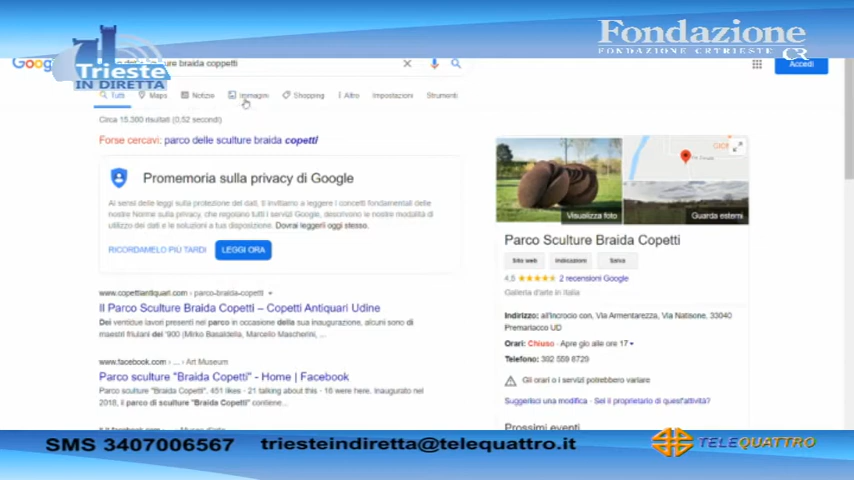 Fondazione
FONDAZIONE CRTRIESTE CR
Trieste
IN DIRETTA
Goog
braida coppetti
Accedi
Tutti Maps Notizie Immagini Shopping Altro Impostazioni Strumenti
Circa 15.300 risultati (0,52 secondi)
Forse cercavi: parco delle sculture braida copetti
Promemoria sulla privacy di Google
Ai sensi delle leggi sulla protezione dei dati, ti invitiamo a leggere i concetti fondamentali delle
nostre Norme sulla privacy, che regolano tutti i servizi Google, descrivono le nostre modalità di
utilizzo dei dati e le soluzioni a tua disposizione. Dovrai leggerli oggi stesso.
RICORDAMELO PIÙ TARDI LEGGI ORA
www.copettiantiquari.com › parco-braida-copetti
Il Parco Sculture Braida Copetti – Copetti Antiquari Udine
Dei ventidue lavori presenti nel parco in occasione della sua inaugurazione, alcuni sono di
maestri friulani del '900 (Mirko Basaldella, Marcello Mascherini, ...
www.facebook.com › ... › Art Museum
Parco sculture "Braida Copetti" - Home | Facebook
Parco sculture "Braida Copetti". 451 likes · 21 talking about this · 16 were here. Inaugurato nel
2018, il parco di sculture "Braida Copetti" contiene...
Visualizza foto
Guarda esterni
Parco Sculture Braida Copetti
Sito web Indicazioni Salva
4,5 2 recensioni Google
Galleria d'arte in Italia
Indirizzo: all'incrocio con, Via Armentarezza, Via Natisone, 33040
Premariacco UD
Orari: Chiuso · Apre gio alle ore 17
Telefono: 392 559 6729
Gli orari o i servizi potrebbero variare
Suggerisci una modifica · Sei il proprietario di quest'attività?
Prossimi eventi
SMS 3407006567 triesteindiretta@telequattro.it TELEQUATTRO